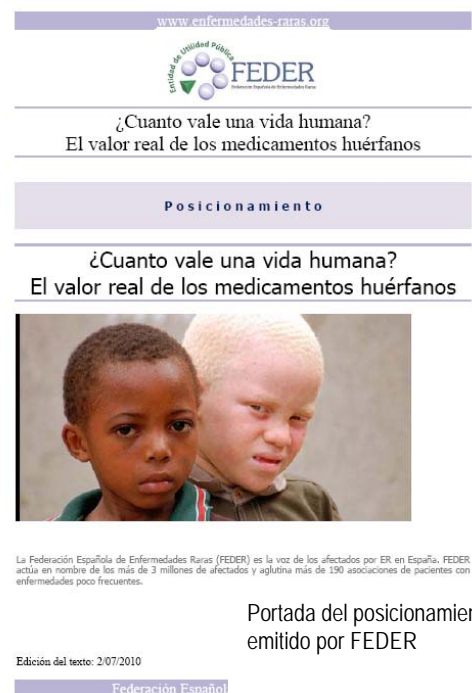 www.enfermedades-raras.org
Entidad de Utilidad Pública
FEDER
Federación Española de Enfermedades Raras
¿Cuanto vale una vida humana?
El valor real de los medicamentos huérfanos
Posicionamiento
¿Cuanto vale una vida humana?
El valor real de los medicamentos huérfanos
La Federación Española de Enfermedades Raras (FEDER) es la voz de los afectados por ER en España. FEDER
actúa en nombre de los más de 3 millones de afectados y aglutina más de 190 asociaciones de pacientes con
enfermedades poco frecuentes.
Portada del posicionamien
emitido por FEDER
Edición del texto: 2/07/2010
Federación Español